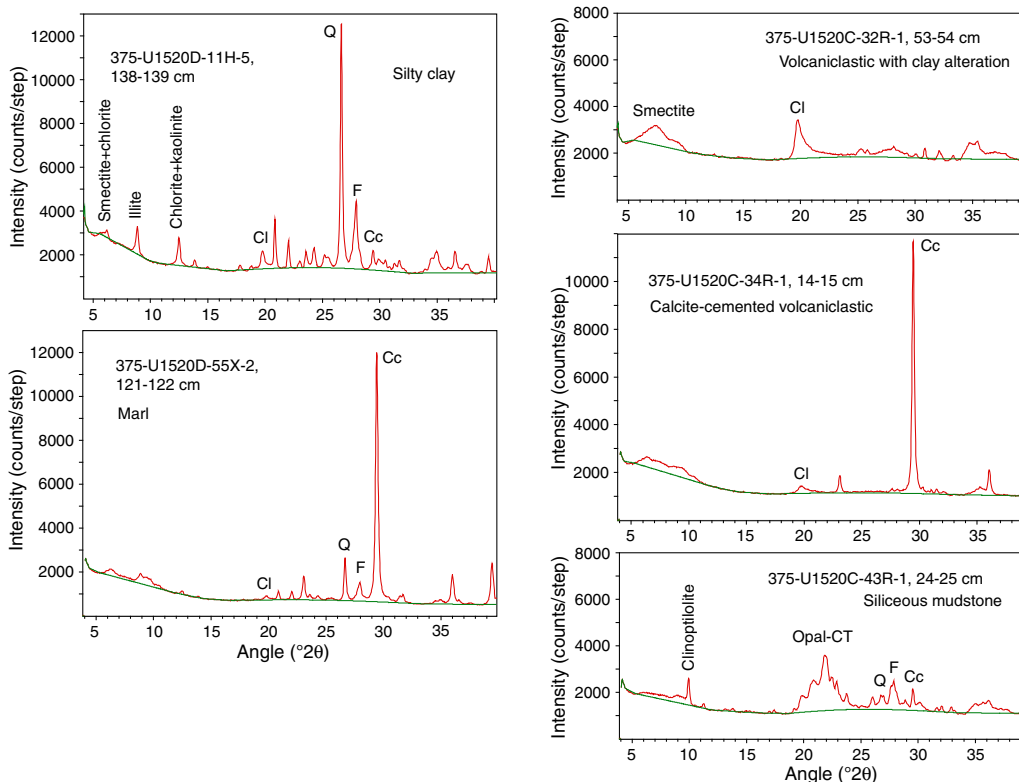 Intensity (counts/step)
12000
10000
8000
6000
4000
2000
375-U1520D-11H-5,
138-139 cm
Silty clay
Smectite+chlorite
Illite
Chlorite+kaolinite
Cl
Q
F
Cc
5
10
15
20
25
30
35
Intensity (counts/step)
12000
10000
8000
6000
4000
2000
375-U1520D-55X-2,
121-122 cm
Marl
Cl
Q
F
Cc
5
10
15
20
25
30
35
Angle (°2θ)
Intensity (counts/step)
8000
6000
4000
2000
375-U1520C-32R-1, 53-54 cm
Volcaniclastic with clay alteration
Smectite
Cl
5
10
15
20
25
30
35
Intensity (counts/step)
10000
8000
6000
4000
2000
375-U1520C-34R-1, 14-15 cm
Calcite-cemented volcaniclastic
Cl
Cc
5
10
15
20
25
30
35
Intensity (counts/step)
8000
6000
4000
2000
375-U1520C-43R-1, 24-25 cm
Siliceous mudstone
Clinoptilolite
Opal-CT
Q
F
Cc
5
10
15
20
25
30
35
Angle (°2θ)